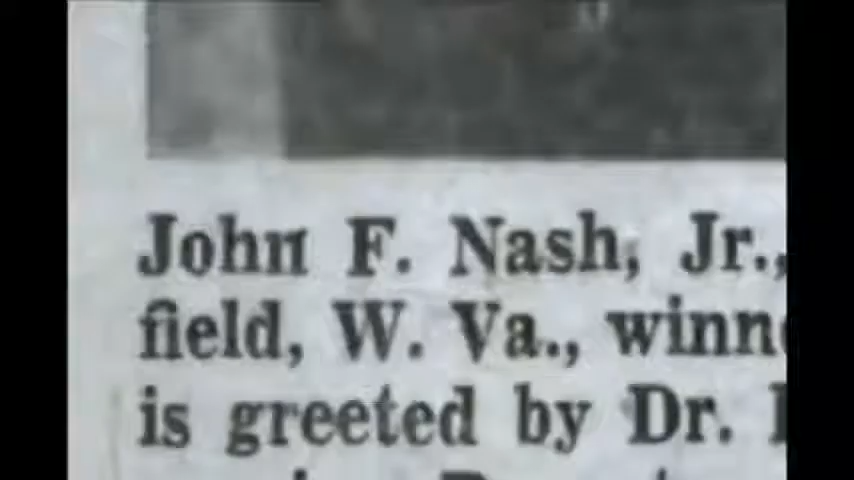 John F. Nash, Jr.,
field, W. Va., winn
is greeted by Dr.